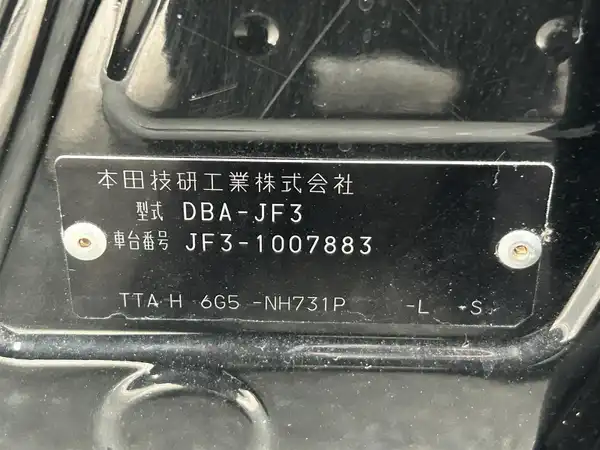 本田技研工業株式会社
型式 DBA-JF3
車台番号 JF3-1007883
TTA H 6G5 -NH731P -L -S